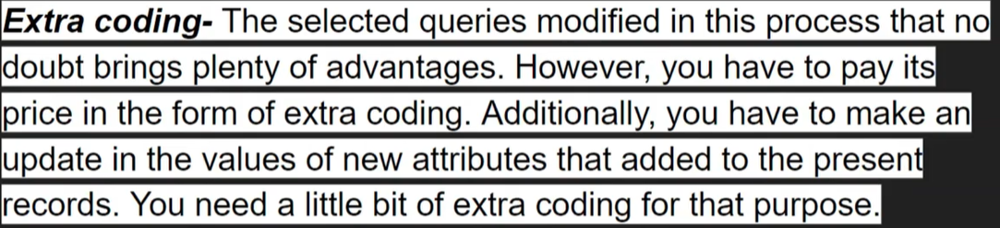 Extra coding- The selected queries modified in this process that no
doubt brings plenty of advantages. However, you have to pay its
price in the form of extra coding. Additionally, you have to make an
update in the values of new attributes that added to the present
records. You need a little bit of extra coding for that purpose.